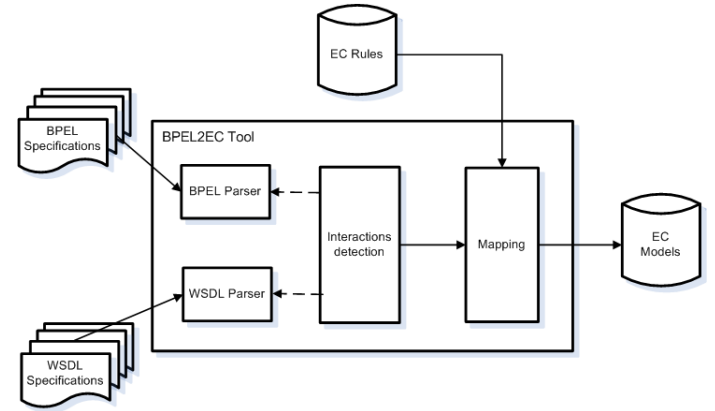 EC Rules
BPEL
Specifications
BPEL2EC Tool
BPEL Parser
Interactions
detection
Mapping
EC
Models
WSDL Parser
WSDL
Specifications